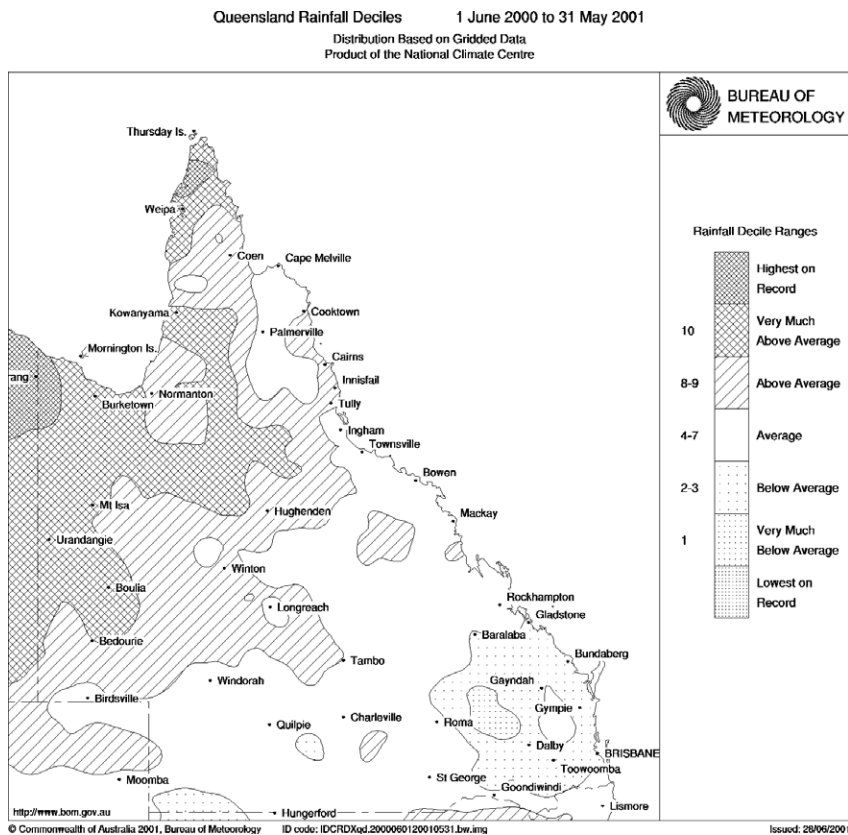 Queensland Rainfall Deciles 1 June 2000 to 31 May 2001
Distribution Based on Gridded Data
Product of the National Climate Centre
BUREAU OF
METEOROLOGY
Rainfall Decile Ranges
Highest on
Record
10
Very Much
Above Average
8-9
Above Average
4-7
Average
2-3
Below Average
1
Very Much
Below Average
Lowest on
Record
Thursday Is.
Weipa
Coen
Cape Melville
Kowanyama
Cooktown
Palmerville
Mornington Is.
Cairns
rang
Innisfail
Normanton
Burketown
Tully
Ingham
Townsville
Bowen
Mt Isa
Hughenden
Mackay
Urandangie
Winton
Boulia
Longreach
Rockhampton
Gladstone
Bedourie
Baralaba
Tambo
Bundaberg
Windorah
Gayndah
Birdsville
Gympie
Charleville
Quilpie
Roma
Dalby
BRISBANE
Toowoomba
Moomba
St George
Goondiwindi
Lismore
http://www.bom.gov.au
Hungerford
© Commonwealth of Australia 2001, Bureau of Meteorology ID code: IDCRDXqd.2000060120010531.bw.img Issued: 28/06/200